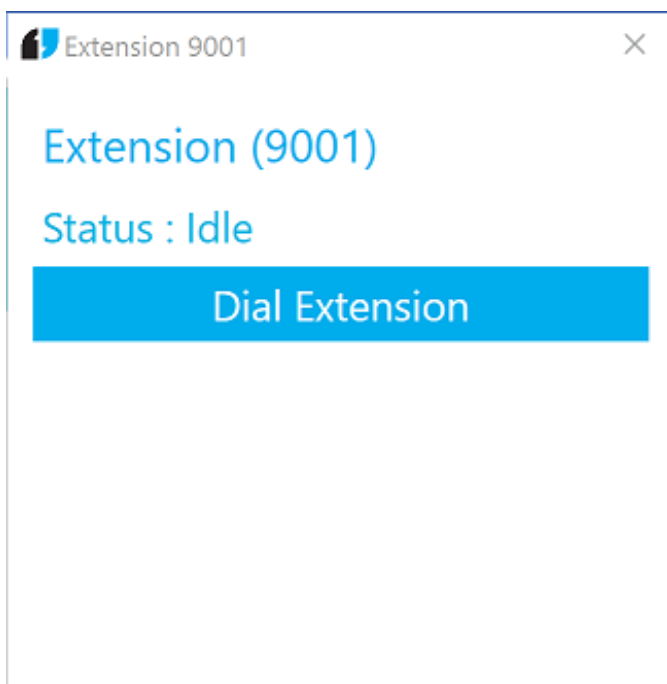 Extension 9001
Extension (9001)
Status : Idle
Dial Extension